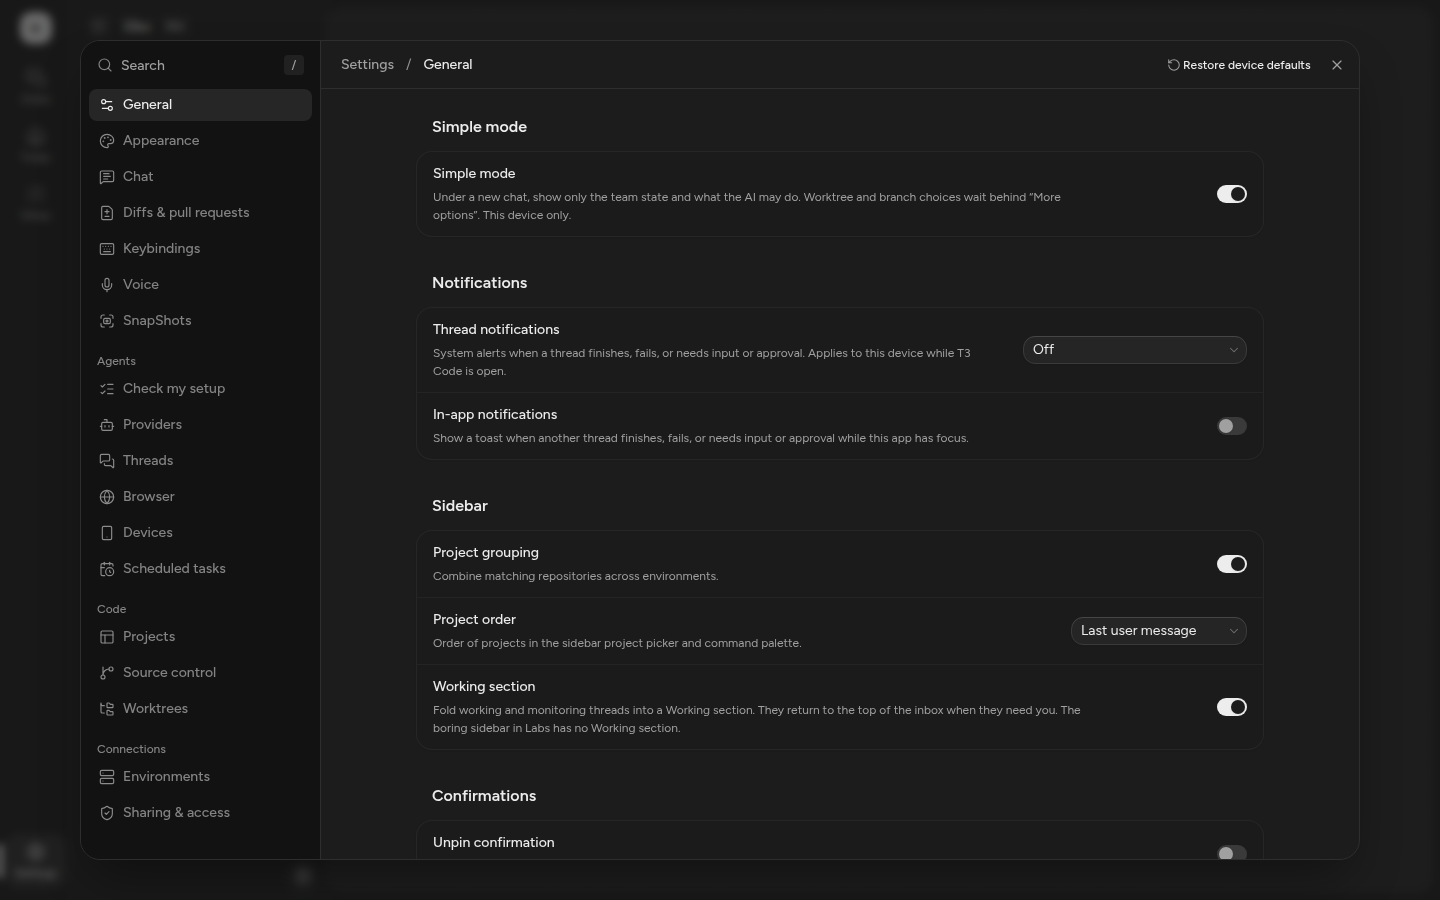 Search
/
General
Appearance
Chat
Diffs & pull requests
Keybindings
Voice
SnapShots
Agents
Check my setup
Providers
Threads
Browser
Devices
Scheduled tasks
Code
Projects
Source control
Worktrees
Connections
Environments
Sharing & access
Settings / General
Restore device defaults
Simple mode
Simple mode
Under a new chat, show only the team state and what the AI may do. Worktree and branch choices wait behind “More
options”. This device only.
Notifications
Thread notifications
System alerts when a thread finishes, fails, or needs input or approval. Applies to this device while T3
Code is open.
Off
In-app notifications
Show a toast when another thread finishes, fails, or needs input or approval while this app has focus.
Sidebar
Project grouping
Combine matching repositories across environments.
Project order
Order of projects in the sidebar project picker and command palette.
Last user message
Working section
Fold working and monitoring threads into a Working section. They return to the top of the inbox when they need you. The
boring sidebar in Labs has no Working section.
Confirmations
Unpin confirmation